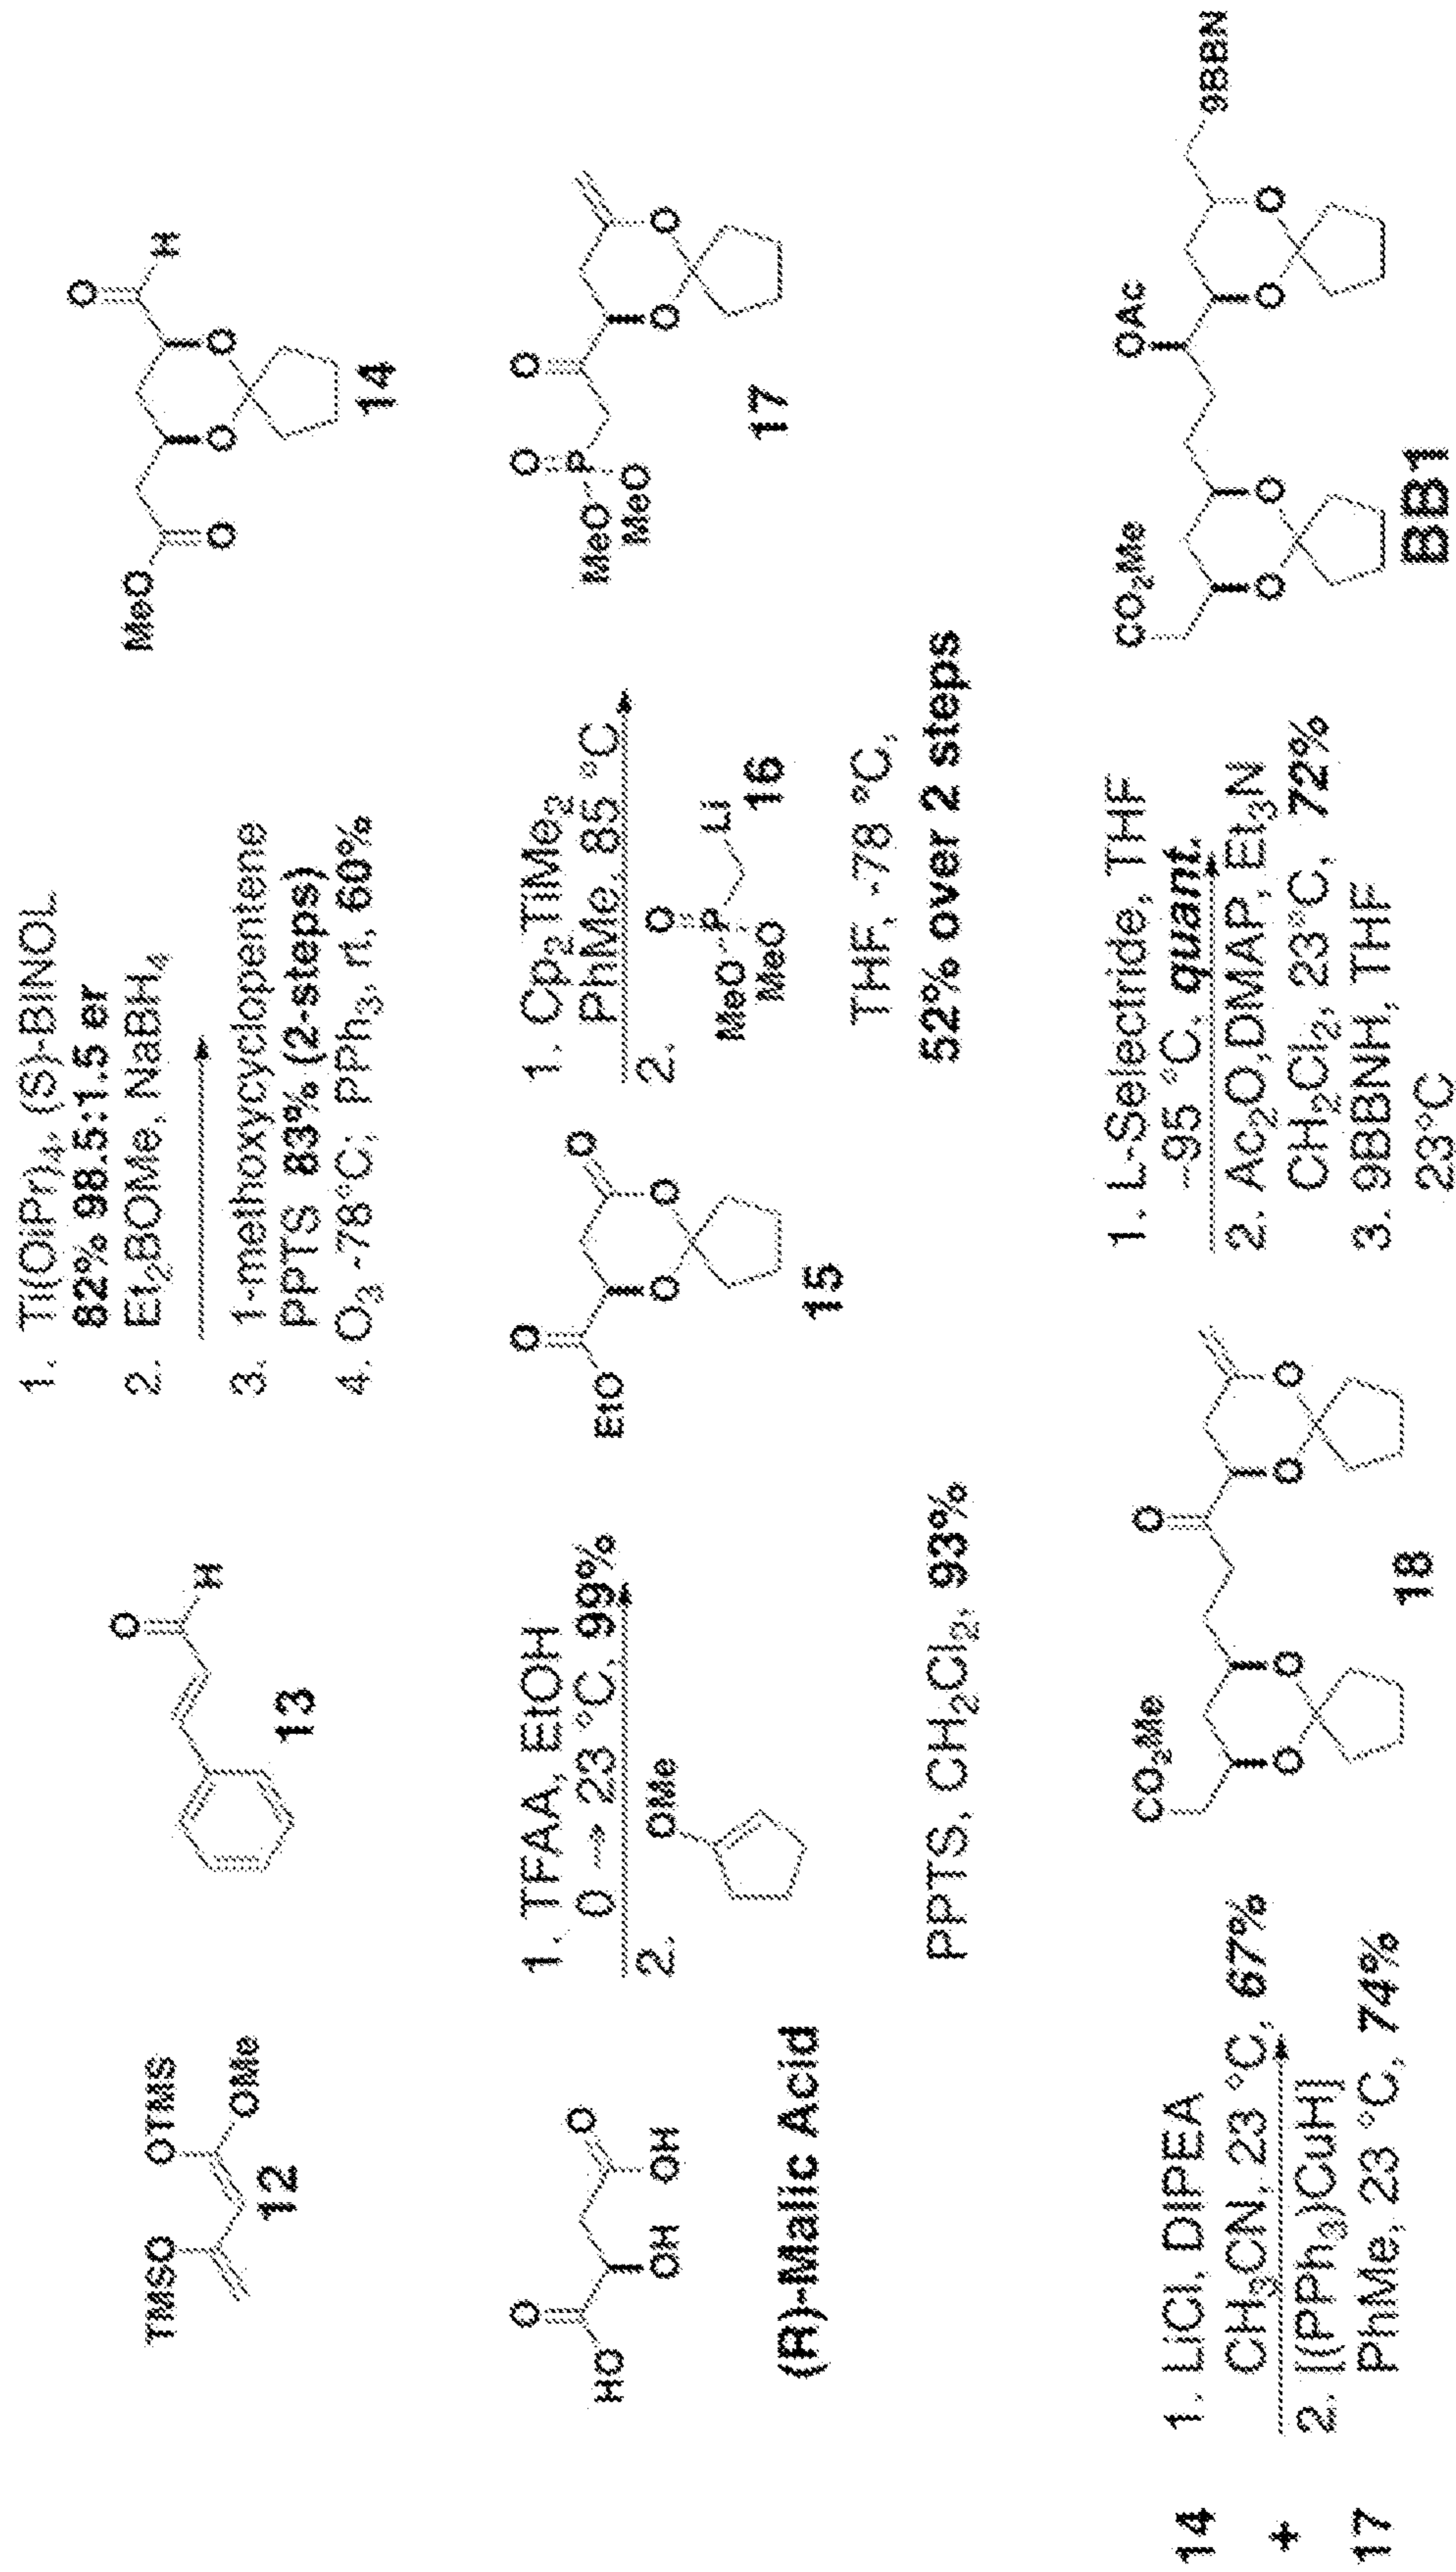 TMSO OTMS
OMe
12
O
H
13
1. Ti(OiPr)4, (S)-BINOL
82% 98.5:1.5 er
2. Et2BOMe, NaBH4
3. 1-methoxycyclopentene
PPTS 83% (2-steps)
4. O3 -78°C; PPh3, rt, 60%
MeO O O O O H
14
HO O OH OH O
(R)-Malic Acid
1. TFAA, EtOH
0 → 23 °C, 99%
2.
OMe
PPTS, CH2Cl2, 93%
EtO O O O O
15
1. Cp2TiMe2
PhMe, 85 °C
2.
O
MeO P Li
MeO
16
THF, -78 °C,
52% over 2 steps
O O
MeO P
MeO O O
17
14
+
17
1. LiCl, DIPEA
CH3CN, 23 °C, 67%
2. [(PPh3)CuH]
PhMe, 23 °C, 74%
CO2Me O
O O O O
18
1. L-Selectride, THF
-95 °C, quant.
2. Ac2O,DMAP, Et3N
CH2Cl2, 23°C, 72%
3. 9BBNH, THF
23°C
CO2Me OAc
O O O O 9BBN
BB1